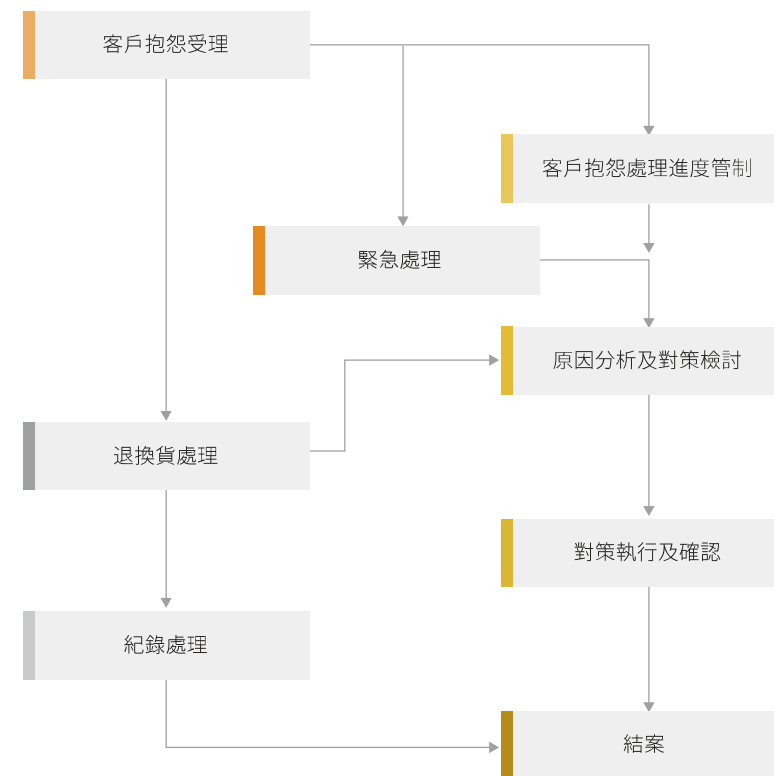 客戶抱怨受理
客戶抱怨處理進度管制
緊急處理
原因分析及對策檢討
退換貨處理
對策執行及確認
紀錄處理
結案